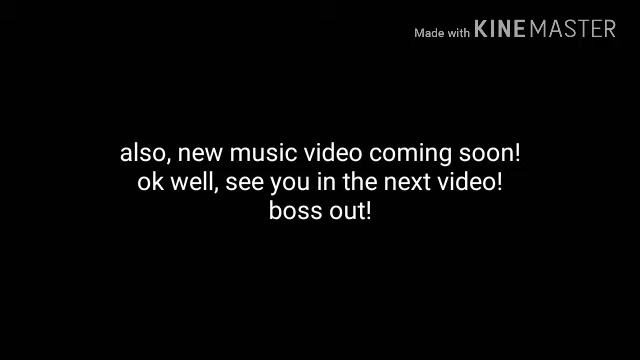 Made with KINEMASTER
also, new music video coming soon!
ok well, see you in the next video!
boss out!